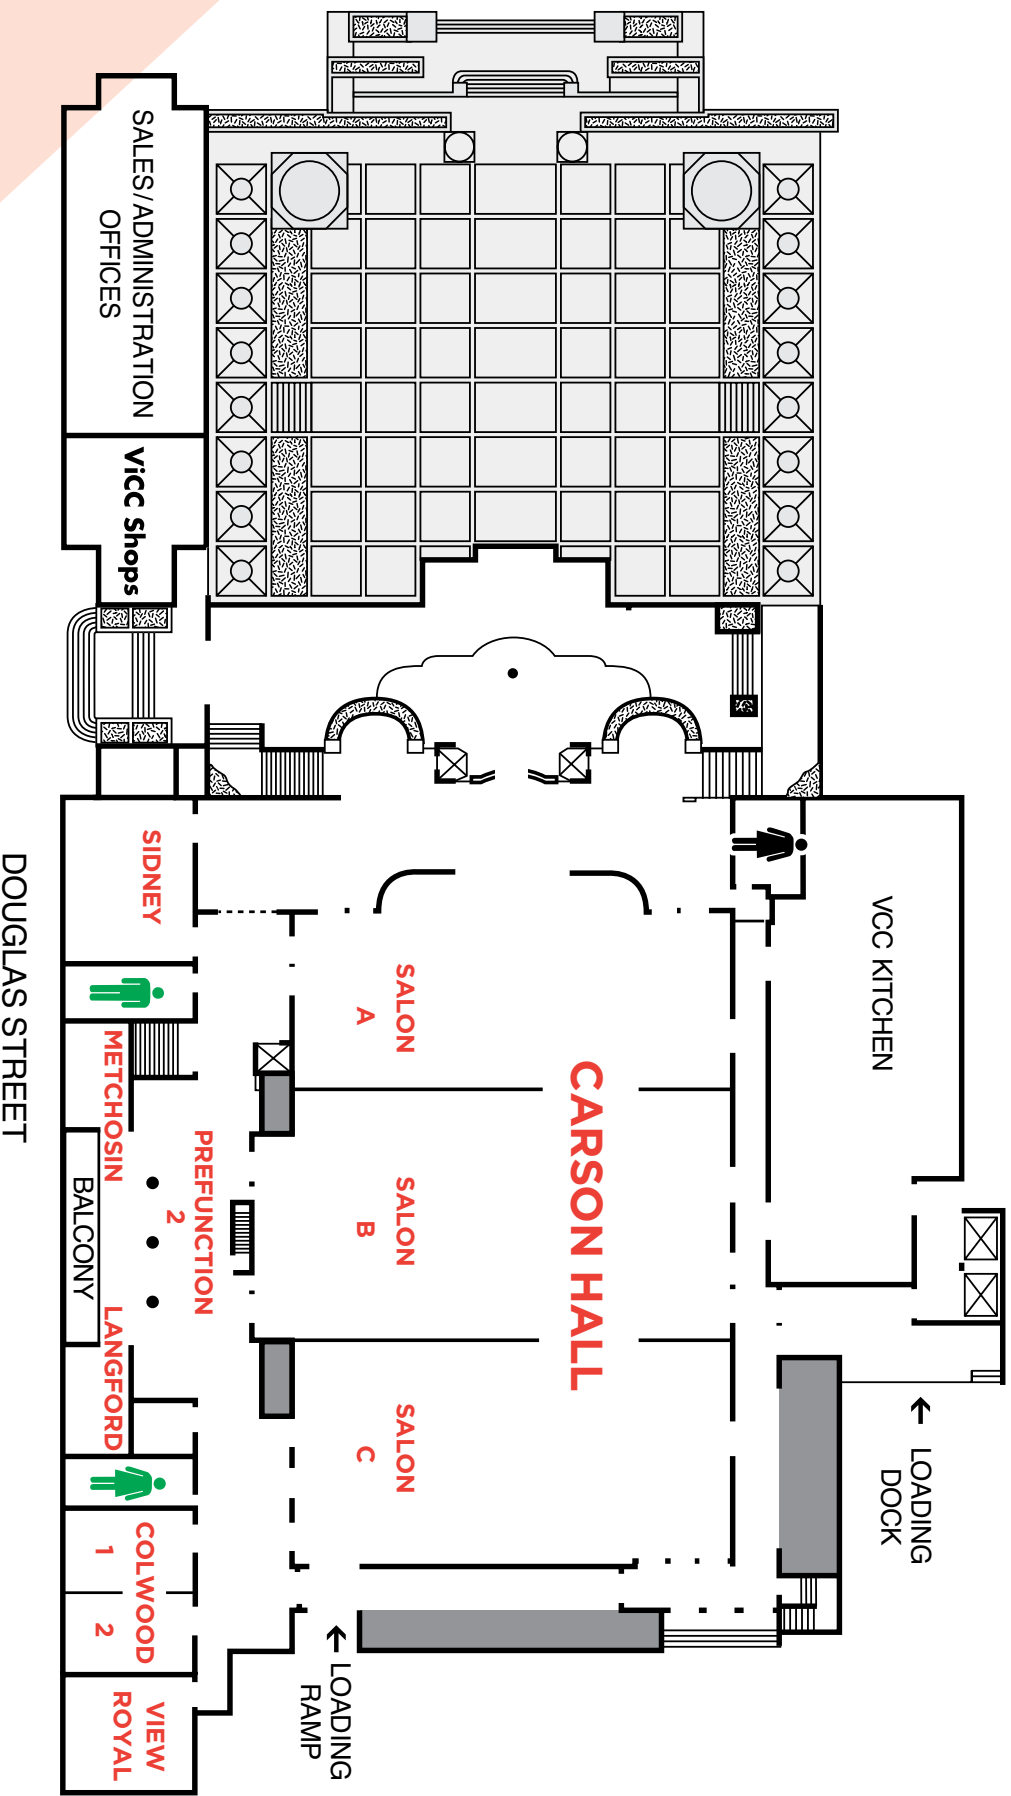 SALES/ADMINISTRATION
OFFICES
ViCC Shops
SIDNEY
VCC KITCHEN
SALON
A
CARSON HALL
METCHOSIN
PREFUNCTION
2
SALON
B
BALCONY
LANGFORD
SALON
C
LOADING
DOCK
COLWOOD
1
2
LOADING
RAMP
VIEW
ROYAL
DOUGLAS STREET